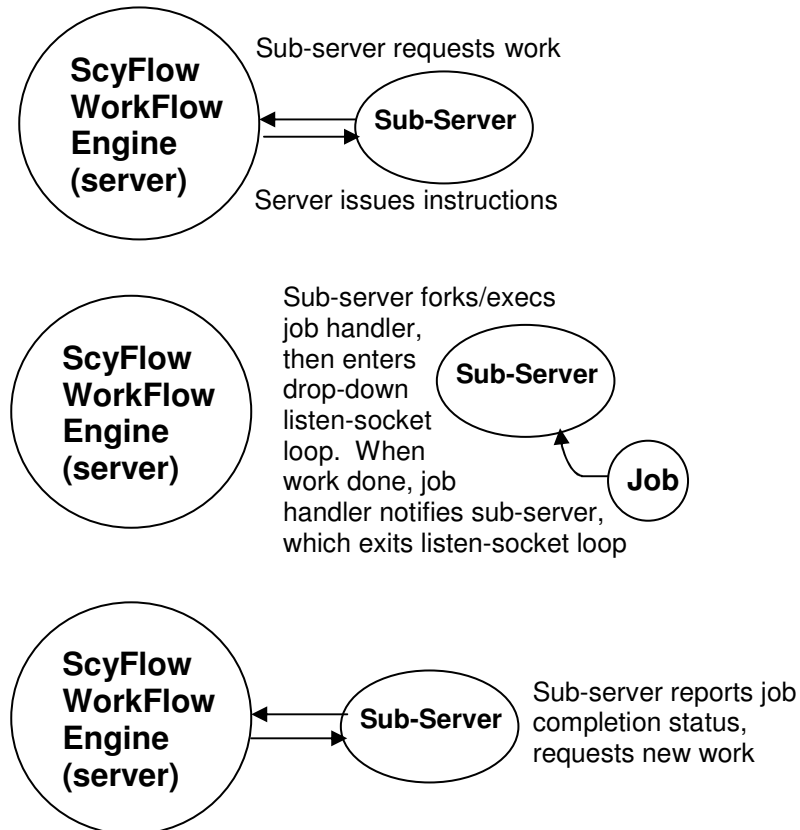 Sub-server requests work
ScyFlow
WorkFlow
Engine
(server)
Sub-Server
Server issues instructions
Sub-server forks/execs
job handler,
then enters
drop-down
listen-socket
loop. When
work done, job
handler notifies sub-server,
which exits listen-socket loop
ScyFlow
WorkFlow
Engine
(server)
Sub-Server
Job
ScyFlow
WorkFlow
Engine
(server)
Sub-Server
Sub-server reports job
completion status,
requests new work